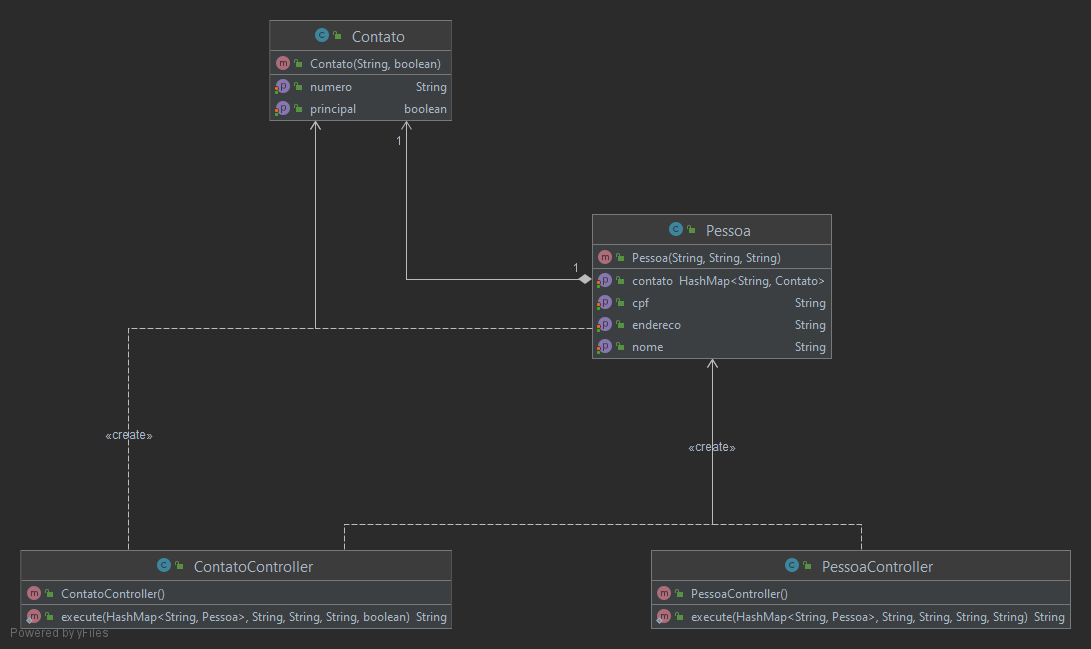 Contato
Contato(String, boolean)
numero String
principal boolean
1
Pessoa
Pessoa(String, String, String)
1
contato HashMap<String, Contato>
cpf String
endereco String
nome String
«create»
«create»
ContatoController
ContatoController()
execute(HashMap<String, Pessoa>, String, String, String, boolean) String
PessoaController
PessoaController()
execute(HashMap<String, Pessoa>, String, String, String, String) String
Powered by yFiles